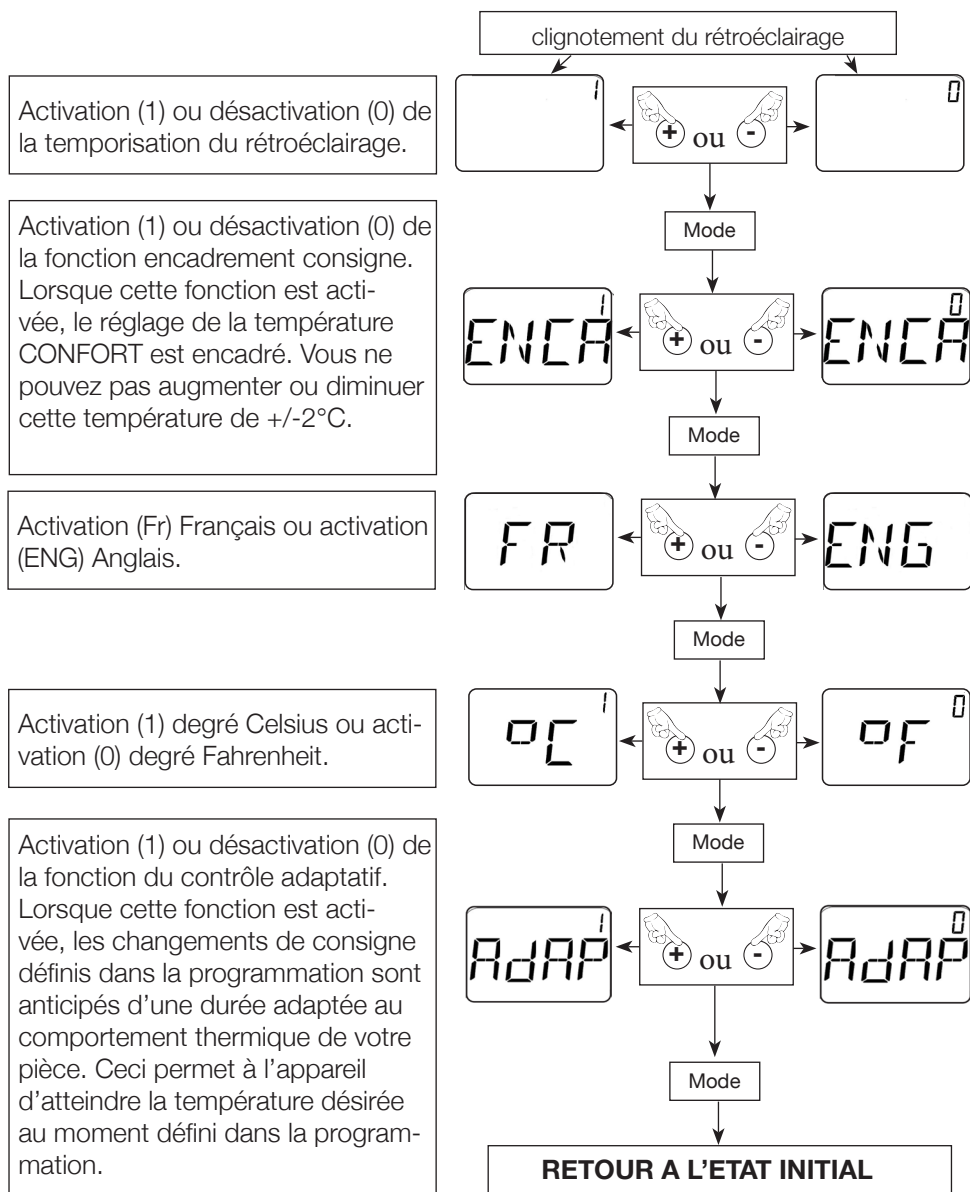 clignotement du rétroéclairage
Activation (1) ou désactivation (0) de
la temporisation du rétroéclairage.
1
+ ou -
0
Mode
Activation (1) ou désactivation (0) de
la fonction encadrement consigne.
Lorsque cette fonction est acti-
vée, le réglage de la température
CONFORT est encadré. Vous ne
pouvez pas augmenter ou diminuer
cette température de +/-2°C.
1
ENCA
+ ou -
0
ENCA
Mode
Activation (Fr) Français ou activation
(ENG) Anglais.
FR
+ ou -
ENG
Mode
Activation (1) degré Celsius ou acti-
vation (0) degré Fahrenheit.
1
°C
+ ou -
0
°F
Mode
Activation (1) ou désactivation (0) de
la fonction du contrôle adaptatif.
Lorsque cette fonction est acti-
vée, les changements de consigne
définis dans la programmation sont
anticipés d'une durée adaptée au
comportement thermique de votre
pièce. Ceci permet à l'appareil
d'atteindre la température désirée
au moment défini dans la program-
mation.
1
AdAP
+ ou -
0
AdAP
Mode
RETOUR A L'ETAT INITIAL